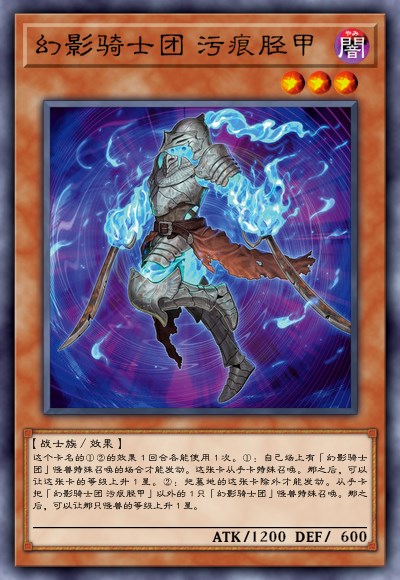 幻影骑士团 污痕胫甲
やみ
闇
【战士族／效果】
这个卡名的①②的效果1回合各能使用1次。①：自己场上有「幻影骑士
团」怪兽特殊召唤的场合才能发动。这张卡从手卡特殊召唤。那之后，可以
让这张卡的等级上升1星。②：把墓地的这张卡除外才能发动。从手卡
把「幻影骑士团 污痕胫甲」以外的1只「幻影骑士团」怪兽特殊召唤。那之
后，可以让那只怪兽的等级上升1星。
ATK/1200 DEF/ 600